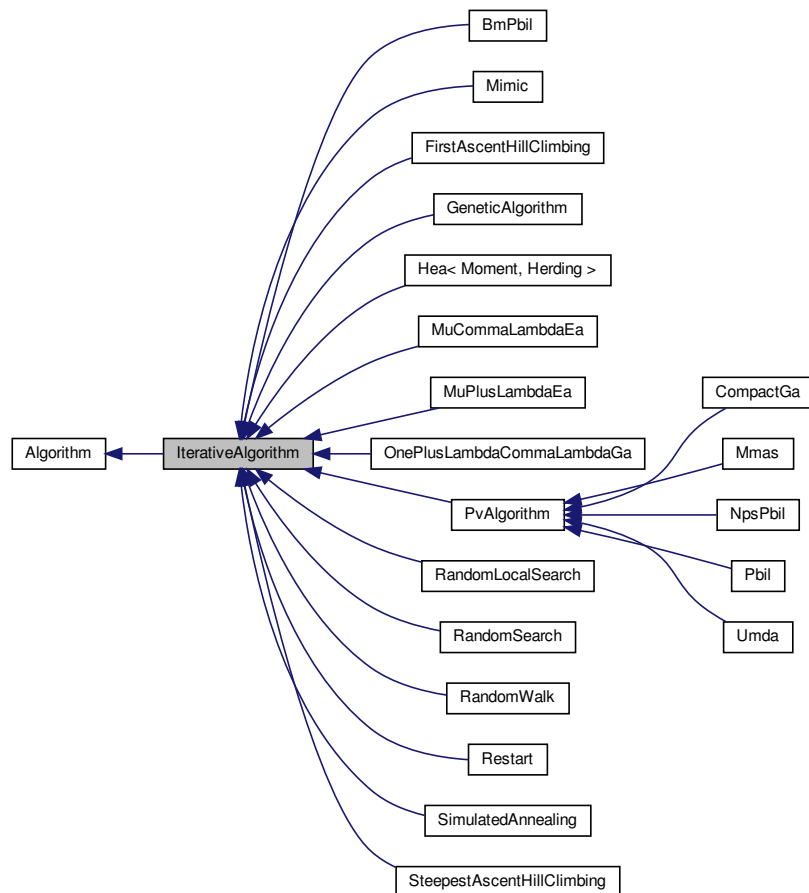 BmPbil
Mimic
FirstAscentHillClimbing
GeneticAlgorithm
Hea< Moment, Herding >
MuCommaLambdaEa
MuPlusLambdaEa
CompactGa
Algorithm
IterativeAlgorithm
OnePlusLambdaCommaLambdaGa
Mmas
PvAlgorithm
NpsPbil
RandomLocalSearch
Pbil
RandomSearch
Umda
RandomWalk
Restart
SimulatedAnnealing
SteepestAscentHillClimbing